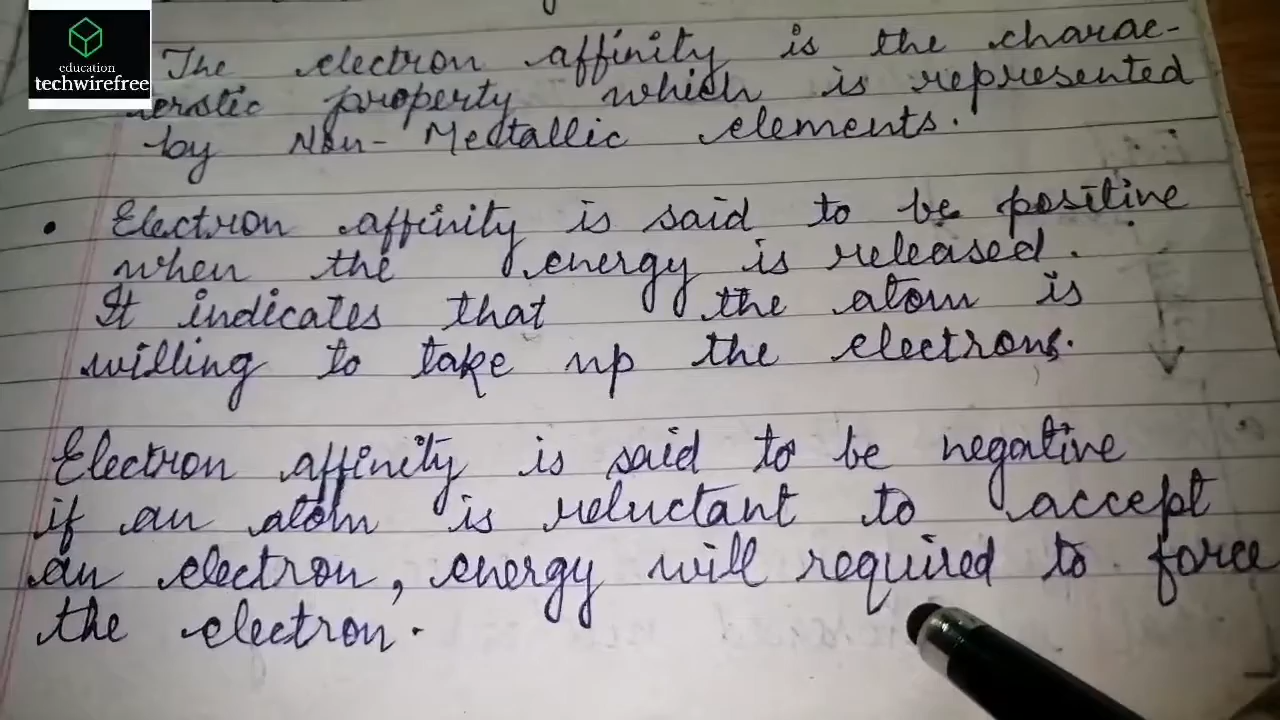 education
techwirefree
The electron affinity is the charac-
teristic property which is represented
by Non-Mettallic elements.
• Electron affinity is said to be positive
when the energy is released.
It indicates that the atom is
willing to take up the electrons.
Electron affinity is said to be negative
if an atom is reluctant to accept
an electron, energy will required to force
the electron.